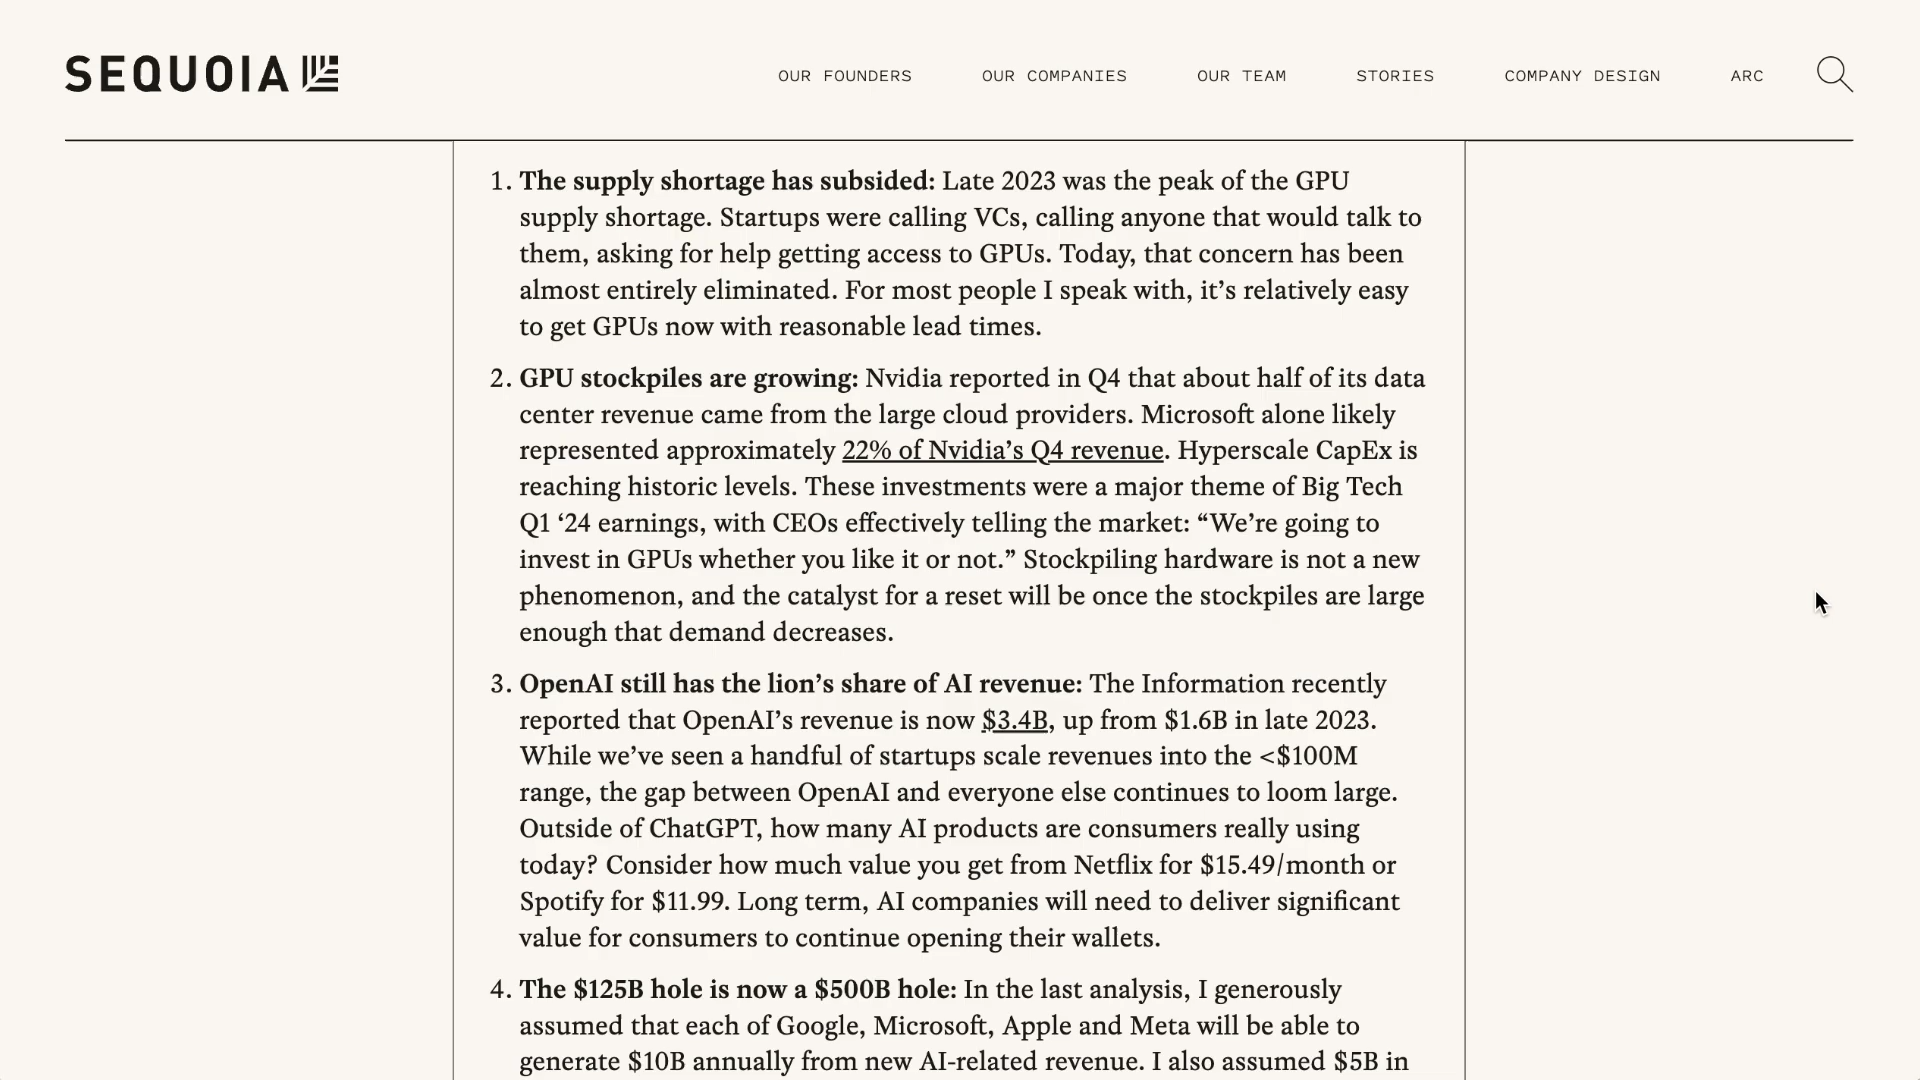 SEQUOIA
OUR FOUNDERS
OUR COMPANIES
OUR TEAM
STORIES
COMPANY DESIGN
ARC
1. The supply shortage has subsided: Late 2023 was the peak of the GPU
supply shortage. Startups were calling VCs, calling anyone that would talk to
them, asking for help getting access to GPUs. Today, that concern has been
almost entirely eliminated. For most people I speak with, it’s relatively easy
to get GPUs now with reasonable lead times.
2. GPU stockpiles are growing: Nvidia reported in Q4 that about half of its data
center revenue came from the large cloud providers. Microsoft alone likely
represented approximately 22% of Nvidia’s Q4 revenue. Hyperscale CapEx is
reaching historic levels. These investments were a major theme of Big Tech
Q1 ‘24 earnings, with CEOs effectively telling the market: “We’re going to
invest in GPUs whether you like it or not.” Stockpiling hardware is not a new
phenomenon, and the catalyst for a reset will be once the stockpiles are large
enough that demand decreases.
3. OpenAI still has the lion’s share of AI revenue: The Information recently
reported that OpenAI’s revenue is now $3.4B, up from $1.6B in late 2023.
While we’ve seen a handful of startups scale revenues into the <$100M
range, the gap between OpenAI and everyone else continues to loom large.
Outside of ChatGPT, how many AI products are consumers really using
today? Consider how much value you get from Netflix for $15.49/month or
Spotify for $11.99. Long term, AI companies will need to deliver significant
value for consumers to continue opening their wallets.
4. The $125B hole is now a $500B hole: In the last analysis, I generously
assumed that each of Google, Microsoft, Apple and Meta will be able to
generate $10B annually from new AI-related revenue. I also assumed $5B in